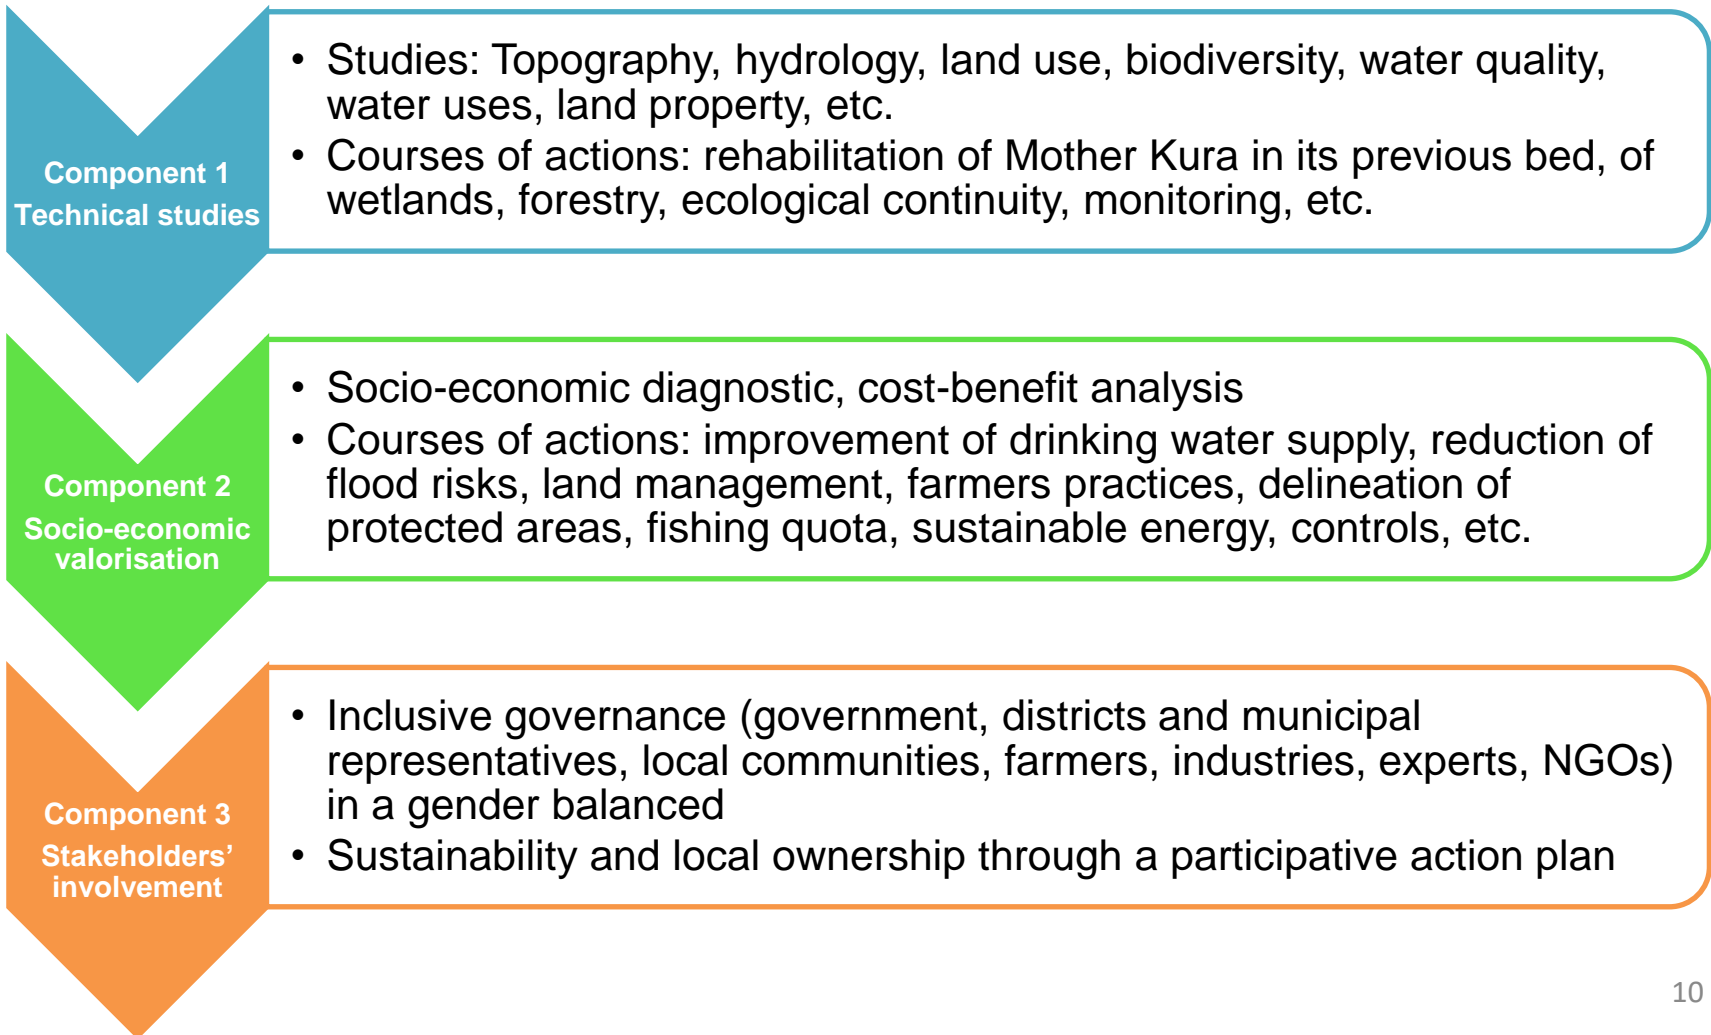 Component 1
Technical studies
• Studies: Topography, hydrology, land use, biodiversity, water quality,
water uses, land property, etc.
• Courses of actions: rehabilitation of Mother Kura in its previous bed, of
wetlands, forestry, ecological continuity, monitoring, etc.
Component 2
Socio-economic
valorisation
• Socio-economic diagnostic, cost-benefit analysis
• Courses of actions: improvement of drinking water supply, reduction of
flood risks, land management, farmers practices, delineation of
protected areas, fishing quota, sustainable energy, controls, etc.
Component 3
Stakeholders’
involvement
• Inclusive governance (government, districts and municipal
representatives, local communities, farmers, industries, experts, NGOs)
in a gender balanced
• Sustainability and local ownership through a participative action plan
10